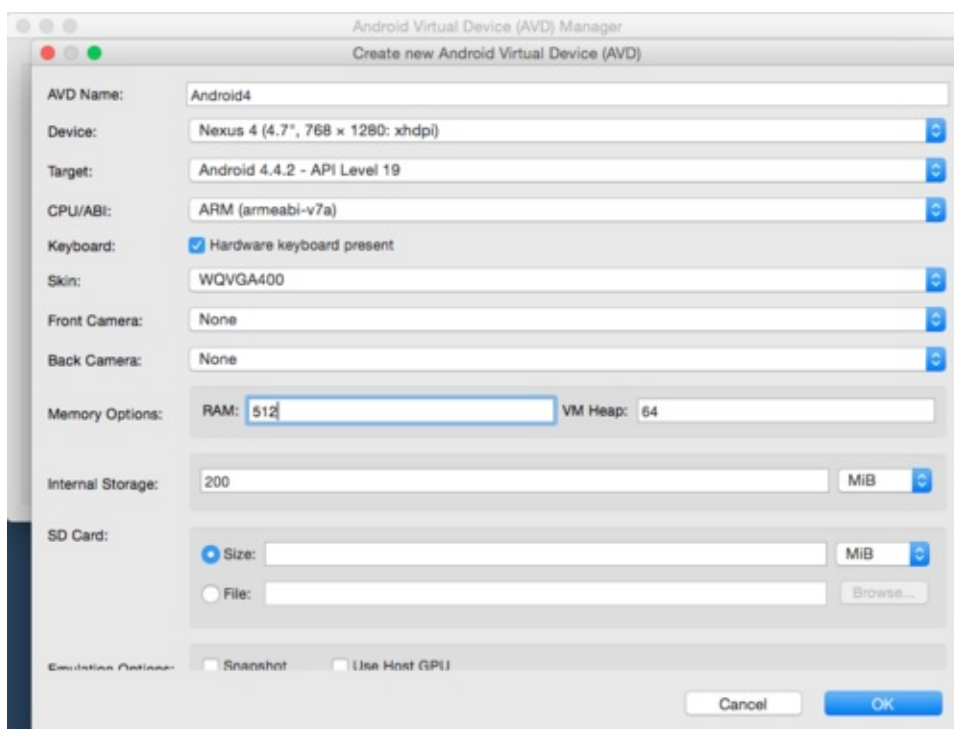 Android Virtual Device (AVD) Manager
Create new Android Virtual Device (AVD)
AVD Name: Android4
Device: Nexus 4 (4.7", 768 × 1280: xhdpi)
Target: Android 4.4.2 - API Level 19
CPU/ABI: ARM (armeabi-v7a)
Keyboard: Hardware keyboard present
Skin: WQVGA400
Front Camera: None
Back Camera: None
Memory Options: RAM: 512 VM Heap: 64
Internal Storage: 200 MiB
SD Card:
Size: MiB
File: Browse...
Emulation Options: Snapshot Use Host GPU
Cancel OK